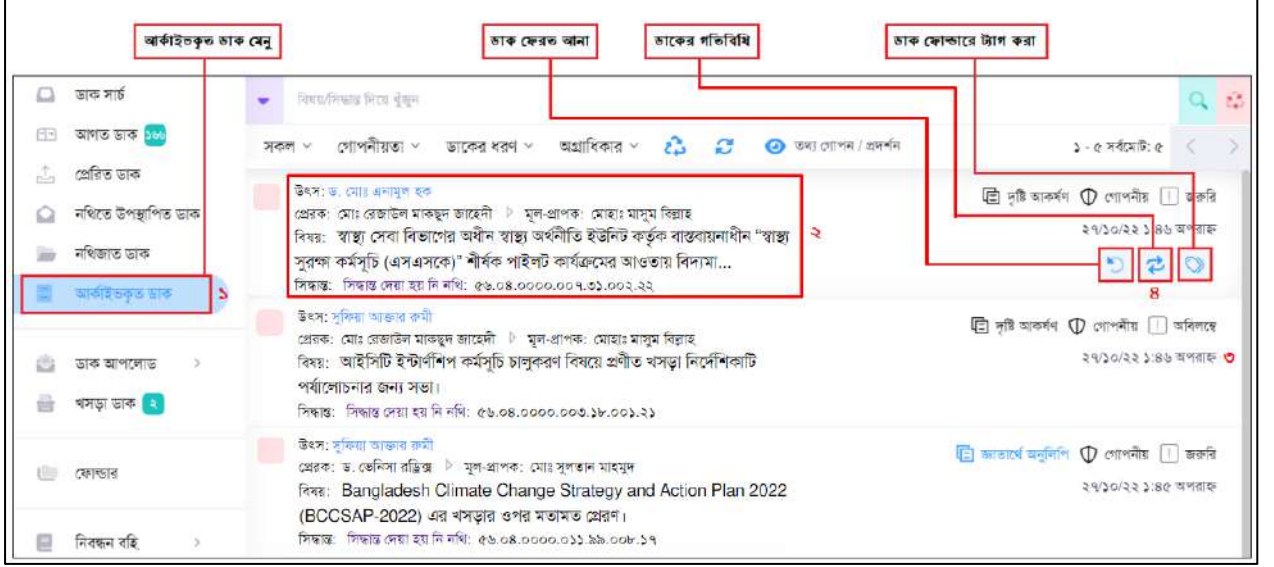 আর্কাইভকৃত ডাক মেনু
ডাক ফেরত আনা
ডাকের গতিবিধি
ডাক ফোল্ডারে ট্যাগ করা
ডাক সার্চ
আগত ডাক ১৬৬
প্রেরিত ডাক
নথিতে উপস্থাপিত ডাক
নথিজাত ডাক
আর্কাইভকৃত ডাক ১
ডাক আপলোড
খসড়া ডাক ২
ফোল্ডার
নিবন্ধন বহি
বিষয়/সিদ্ধান্ত দিয়ে খুঁজুন
সকল গোপনীয়তা ডাকের ধরণ অগ্রাধিকার তথ্য গোপন / প্রদর্শন ১ - ৫ সর্বমোট: ৫
উৎস: ড. মোঃ এনামুল হক
প্রেরক: মোঃ রেজাউল মাকছুদ জাহেদী মূল-প্রাপক: মোহাঃ মাসুম বিল্লাহ
বিষয়: স্বাস্থ্য সেবা বিভাগের অধীন স্বাস্থ্য অর্থনীতি ইউনিট কর্তৃক বাস্তবায়নাধীন “স্বাস্থ্য
সুরক্ষা কর্মসূচি (এসএসকে)” শীর্ষক পাইলট কার্যক্রমের আওতায় বিদ্যমা...
সিদ্ধান্ত: সিদ্ধান্ত দেয়া হয় নি নথি: ৫৬.০৪.০০০০.০০৭.৩১.০০২.২২
২
দৃষ্টি আকর্ষণ গোপনীয় জরুরি
২৭/১০/২২ ১:৪৬ অপরাহ্ন
৪
উৎস: সুফিয়া আক্তার রুমী
প্রেরক: মোঃ রেজাউল মাকছুদ জাহেদী মূল-প্রাপক: মোহাঃ মাসুম বিল্লাহ
বিষয়: আইসিটি ইন্টার্ণশিপ কর্মসূচি চালুকরণ বিষয়ে প্রণীত খসড়া নির্দেশিকাটি
পর্যালোচনার জন্য সভা।
সিদ্ধান্ত: সিদ্ধান্ত দেয়া হয় নি নথি: ৫৬.০৪.০০০০.০০৩.১৮.০০১.২১
দৃষ্টি আকর্ষণ গোপনীয় অবিলম্বে
২৭/১০/২২ ১:৪৬ অপরাহ্ন ৩
উৎস: সুফিয়া আক্তার রুমী
প্রেরক: ড. ভেনিসা রড্রিক্স মূল-প্রাপক: মোঃ সুলতান মাহমুদ
বিষয়: Bangladesh Climate Change Strategy and Action Plan 2022
(BCCSAP-2022) এর খসড়ার ওপর মতামত প্রেরণ।
সিদ্ধান্ত: সিদ্ধান্ত দেয়া হয় নি নথি: ৫৬.০৪.০০০০.০১১.৯৯.০০৮.১৭
জ্ঞাতার্থে অনুলিপি গোপনীয় জরুরি
২৭/১০/২২ ১:৪৫ অপরাহ্ন